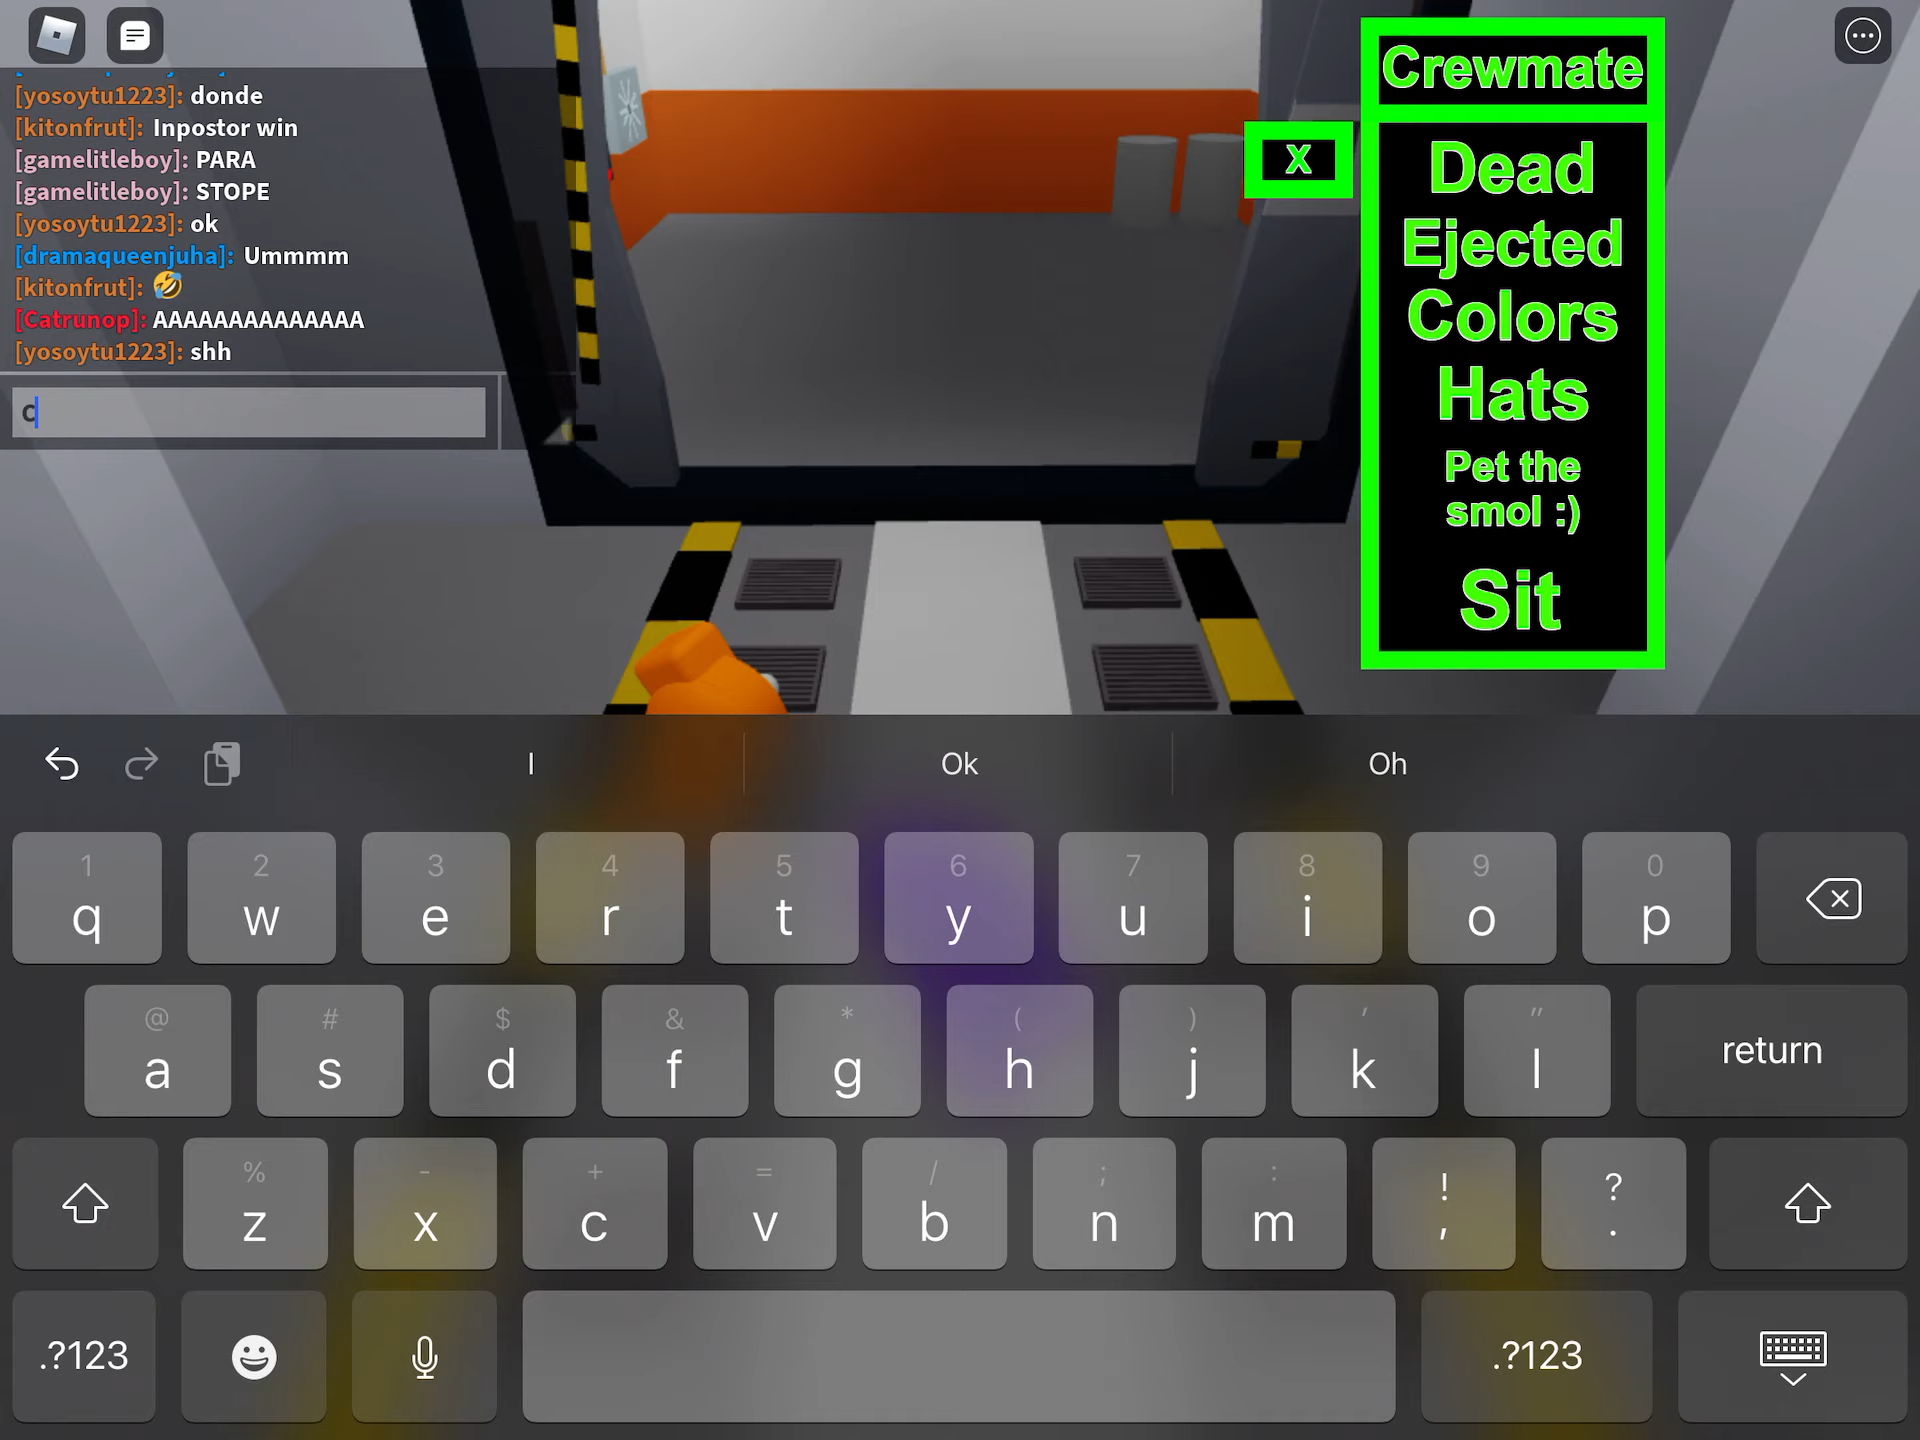 [yosoytu1223]: donde
[kitonfrut]: Inpostor win
[gamelitleboy]: PARA
[gamelitleboy]: STOPE
[yosoytu1223]: ok
[dramaqueenjuha]: Ummmm
[kitonfrut]: 🤣
[Catrunop]: AAAAAAAAAAAAAA
[yosoytu1223]: shh
c
Crewmate
X
Dead
Ejected
Colors
Hats
Pet the
smol :)
Sit
I Ok Oh
1 2 3 4 5 6 7 8 9 0
q w e r t y u i o p
@ # $ & * ( ) ' "
a s d f g h j k l return
% - + = / ; : ! ?
z x c v b n m , .
.?123 .?123